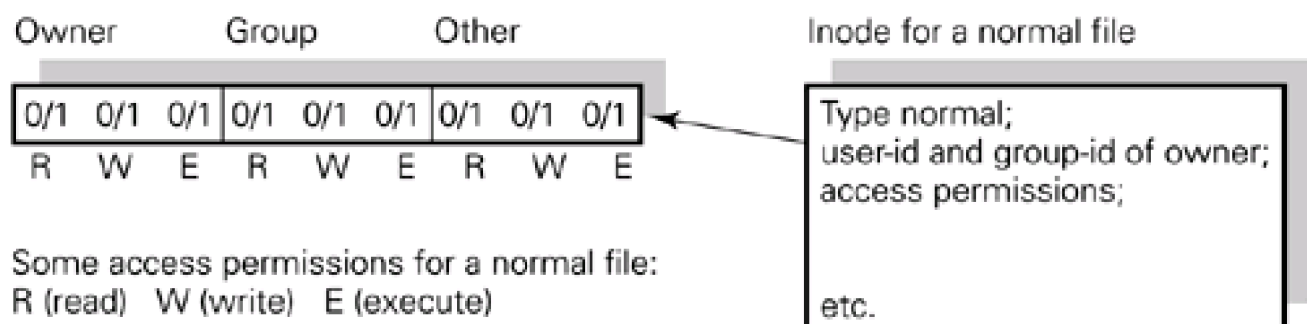 Owner Group Other
0/1 0/1 0/1 0/1 0/1 0/1 0/1 0/1 0/1
R W E R W E R W E
Some access permissions for a normal file:
R (read) W (write) E (execute)
Inode for a normal file
Type normal;
user-id and group-id of owner;
access permissions;
etc.